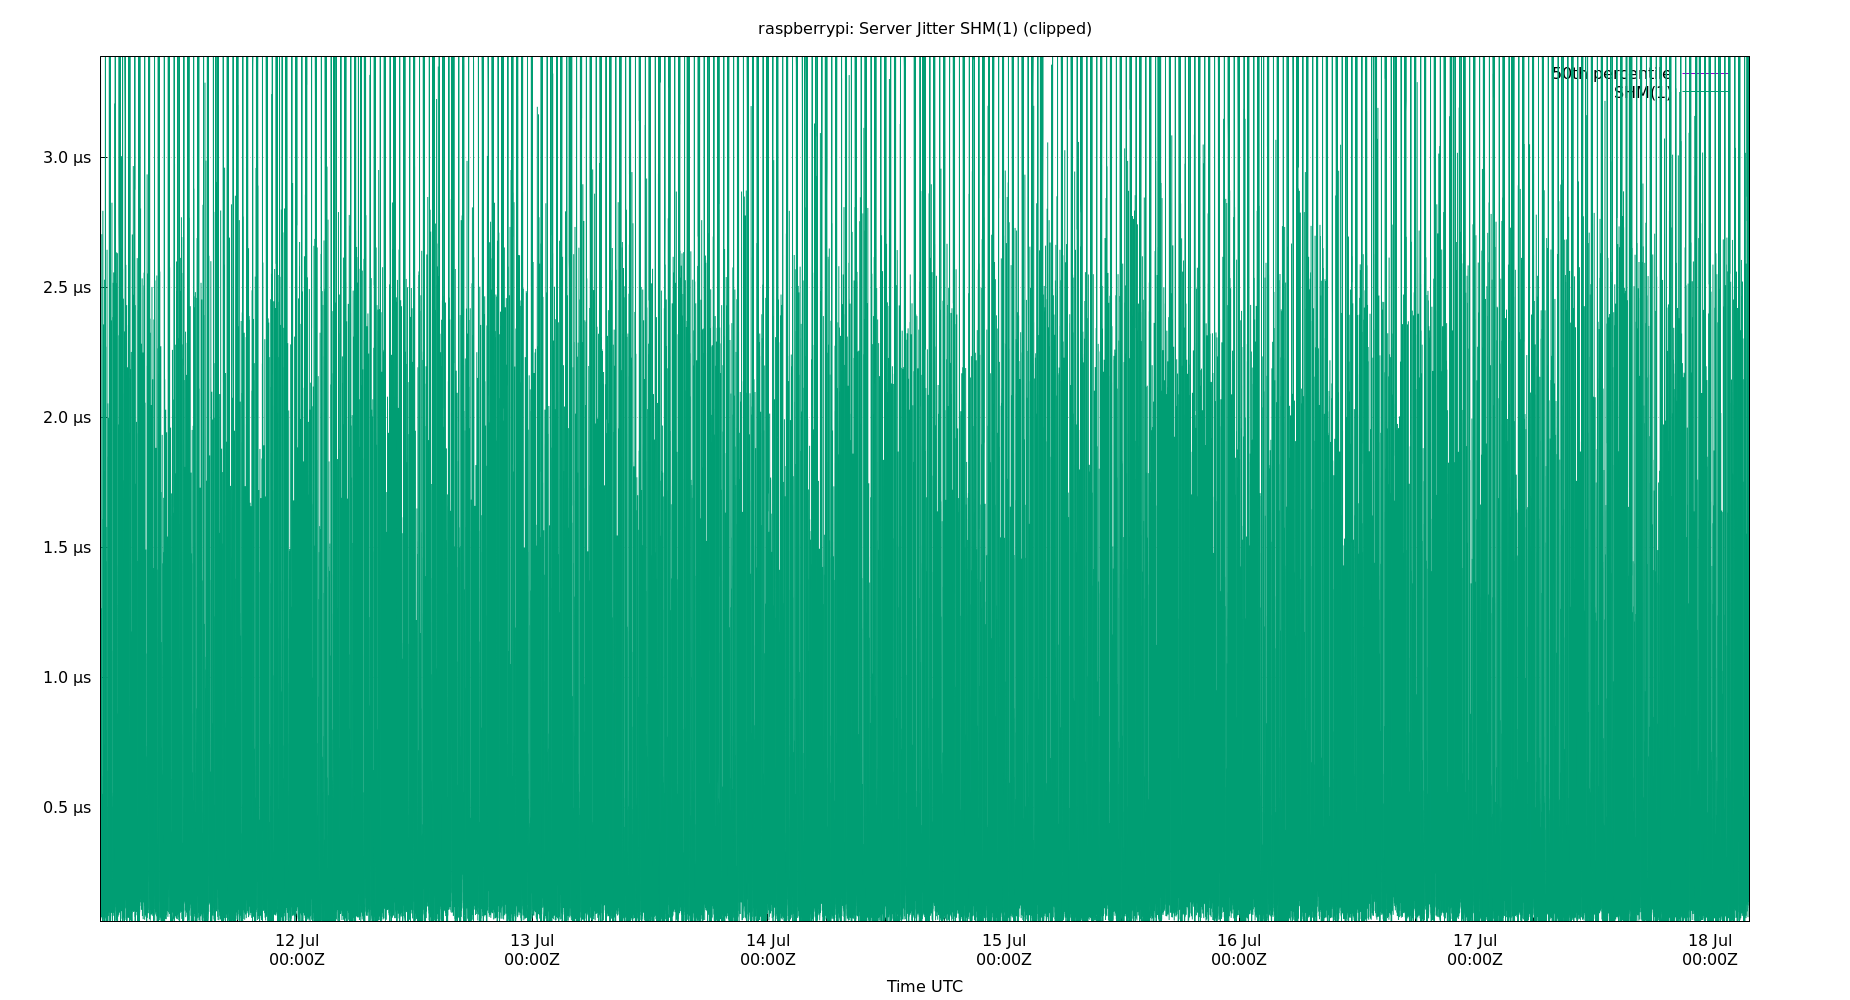 raspberrypi: Server Jitter SHM(1) (clipped)
50th percentile
SHM(1)
3.0 µs
2.5 µs
2.0 µs
1.5 µs
1.0 µs
0.5 µs
12 Jul 13 Jul 14 Jul 15 Jul 16 Jul 17 Jul 18 Jul
00:00Z 00:00Z 00:00Z 00:00Z 00:00Z 00:00Z 00:00Z
Time UTC